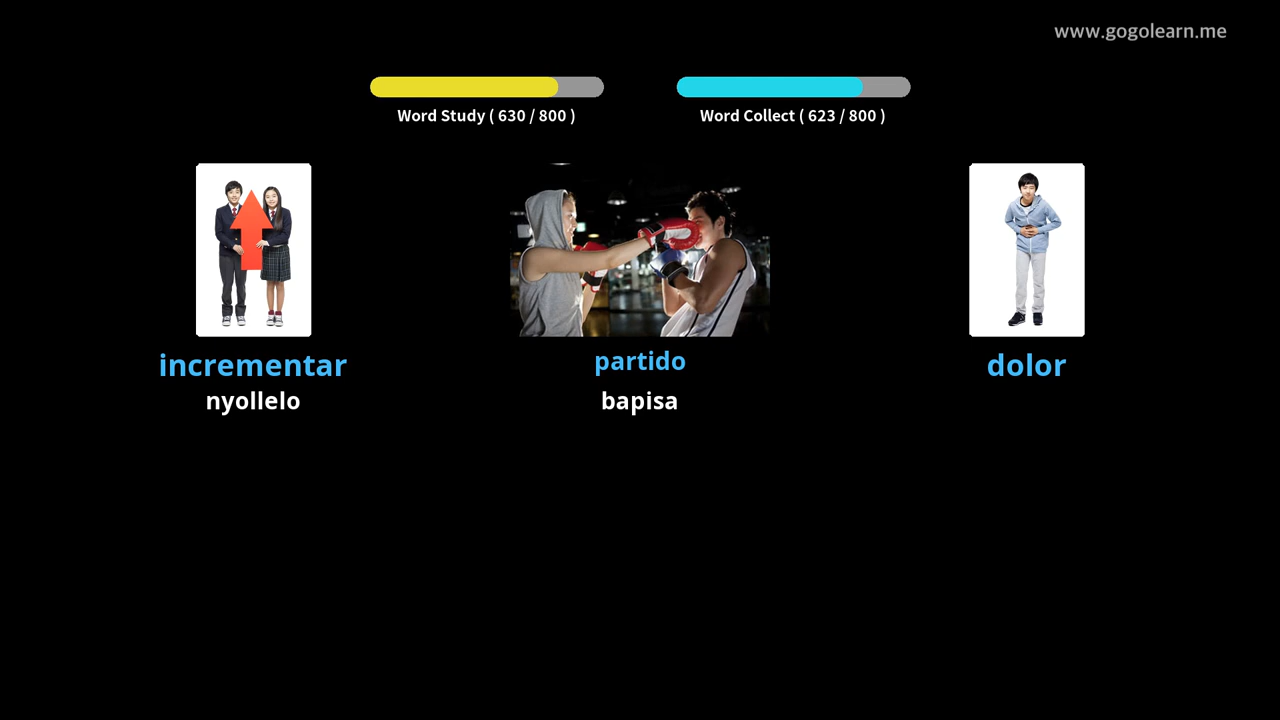 www.gogolearn.me
Word Study ( 630 / 800 )
Word Collect ( 623 / 800 )
incrementar
nyollelo
partido
bapisa
dolor